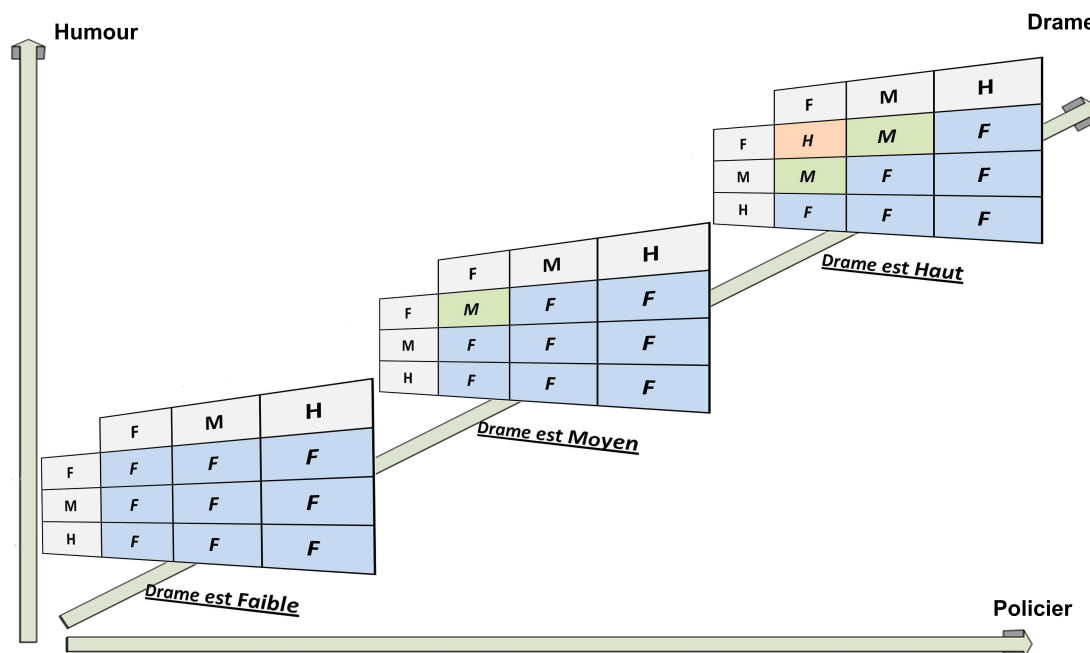 Humour
Drame
F M H
F H M F
M M F F
H F F F
Drame est Haut
F M H
F M F F
M F F F
H F F F
Drame est Moyen
F M H
F F F F
M F F F
H F F F
Drame est Faible
Policier